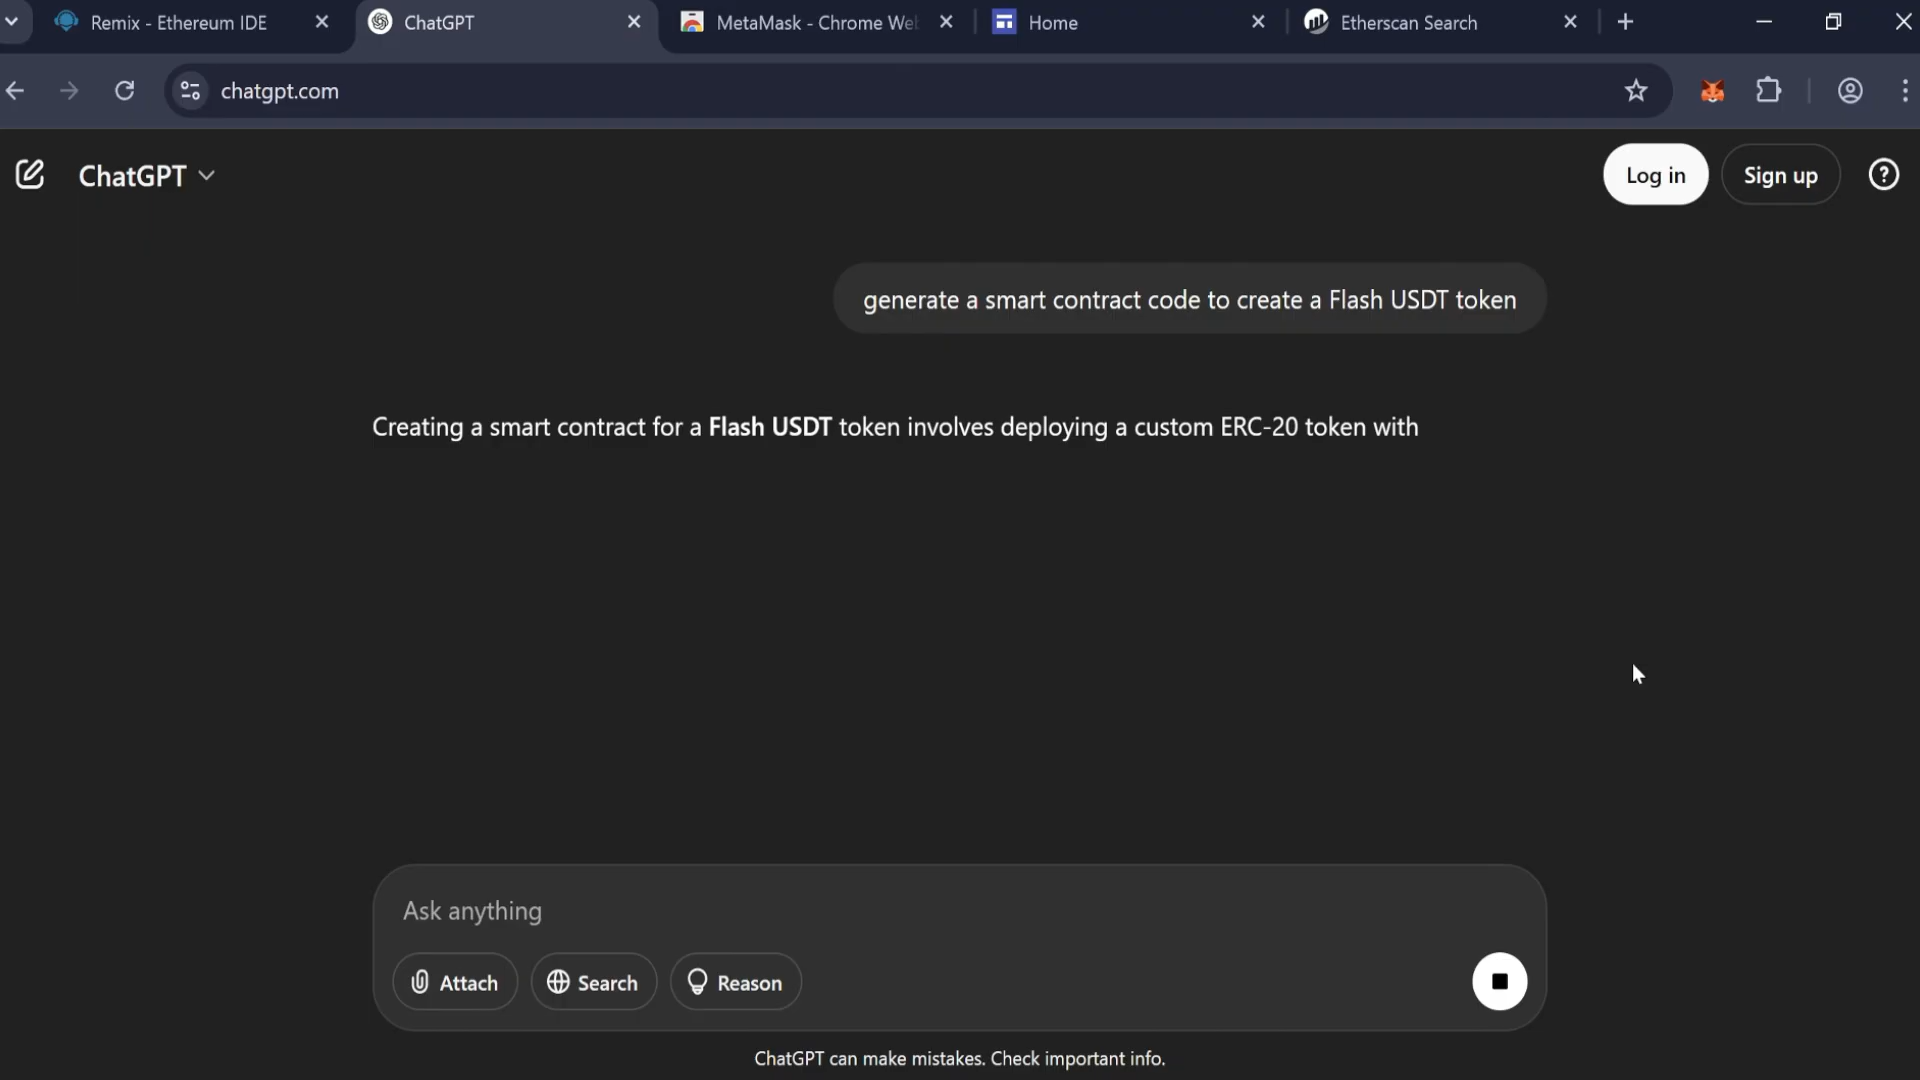 Remix - Ethereum IDE
ChatGPT
MetaMask - Chrome We
Home
Etherscan Search
chatgpt.com
ChatGPT
Log in
Sign up
generate a smart contract code to create a Flash USDT token
Creating a smart contract for a Flash USDT token involves deploying a custom ERC-20 token with
Ask anything
Attach
Search
Reason
ChatGPT can make mistakes. Check important info.